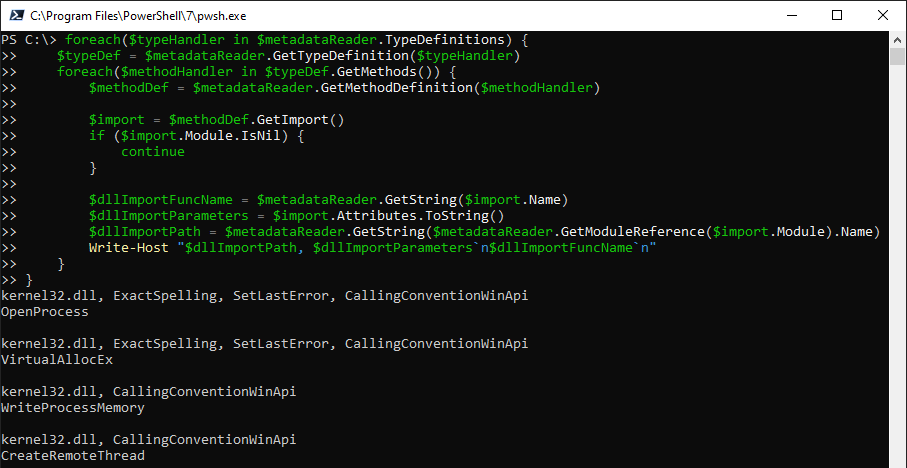 C:\Program Files\PowerShell\7\pwsh.exe
PS C:\> foreach($typeHandler in $metadataReader.TypeDefinitions) {
>>     $typeDef = $metadataReader.GetTypeDefinition($typeHandler)
>>     foreach($methodHandler in $typeDef.GetMethods()) {
>>         $methodDef = $metadataReader.GetMethodDefinition($methodHandler)
>>
>>         $import = $methodDef.GetImport()
>>         if ($import.Module.IsNil) {
>>             continue
>>         }
>>
>>         $dllImportFuncName = $metadataReader.GetString($import.Name)
>>         $dllImportParameters = $import.Attributes.ToString()
>>         $dllImportPath = $metadataReader.GetString($metadataReader.GetModuleReference($import.Module).Name)
>>         Write-Host "$dllImportPath, $dllImportParameters`n$dllImportFuncName`n"
>>     }
>> }
kernel32.dll, ExactSpelling, SetLastError, CallingConventionWinApi
OpenProcess
kernel32.dll, ExactSpelling, SetLastError, CallingConventionWinApi
VirtualAllocEx
kernel32.dll, CallingConventionWinApi
WriteProcessMemory
kernel32.dll, CallingConventionWinApi
CreateRemoteThread